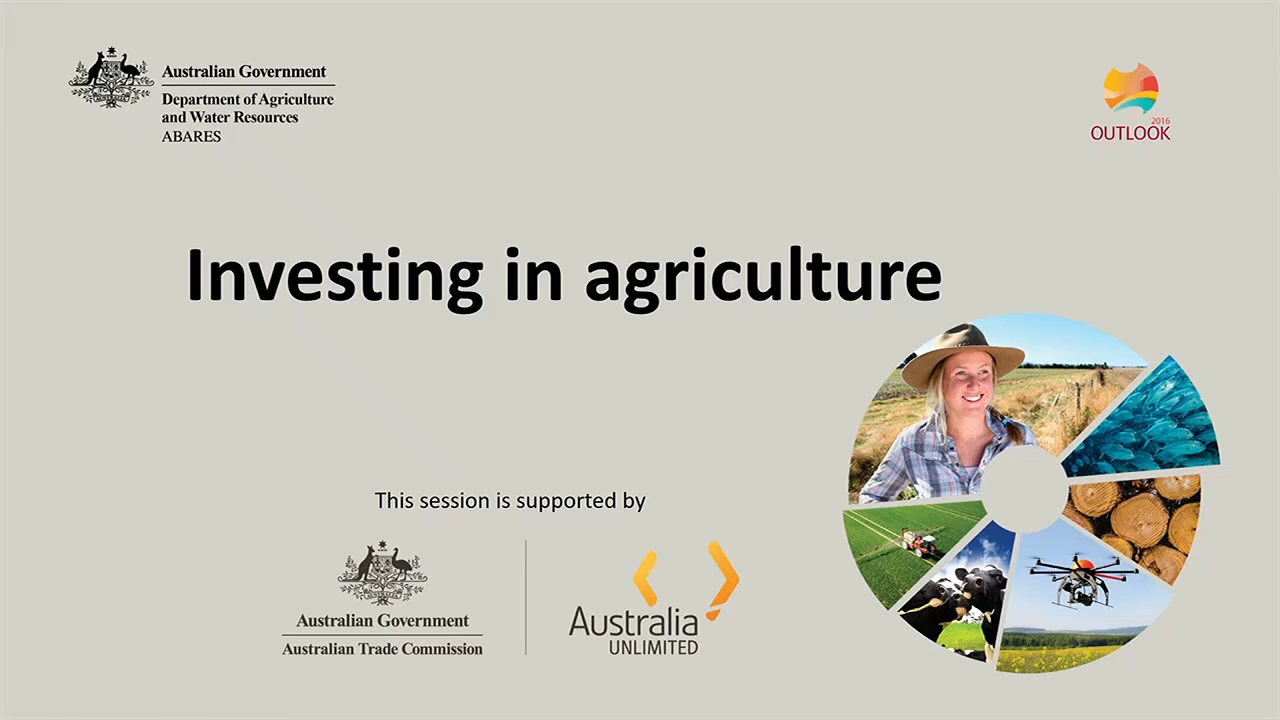 Australian Government
Department of Agriculture
and Water Resources
ABARES
2016
OUTLOOK
Investing in agriculture
This session is supported by
Australian Government
Australian Trade Commission
Australia
UNLIMITED